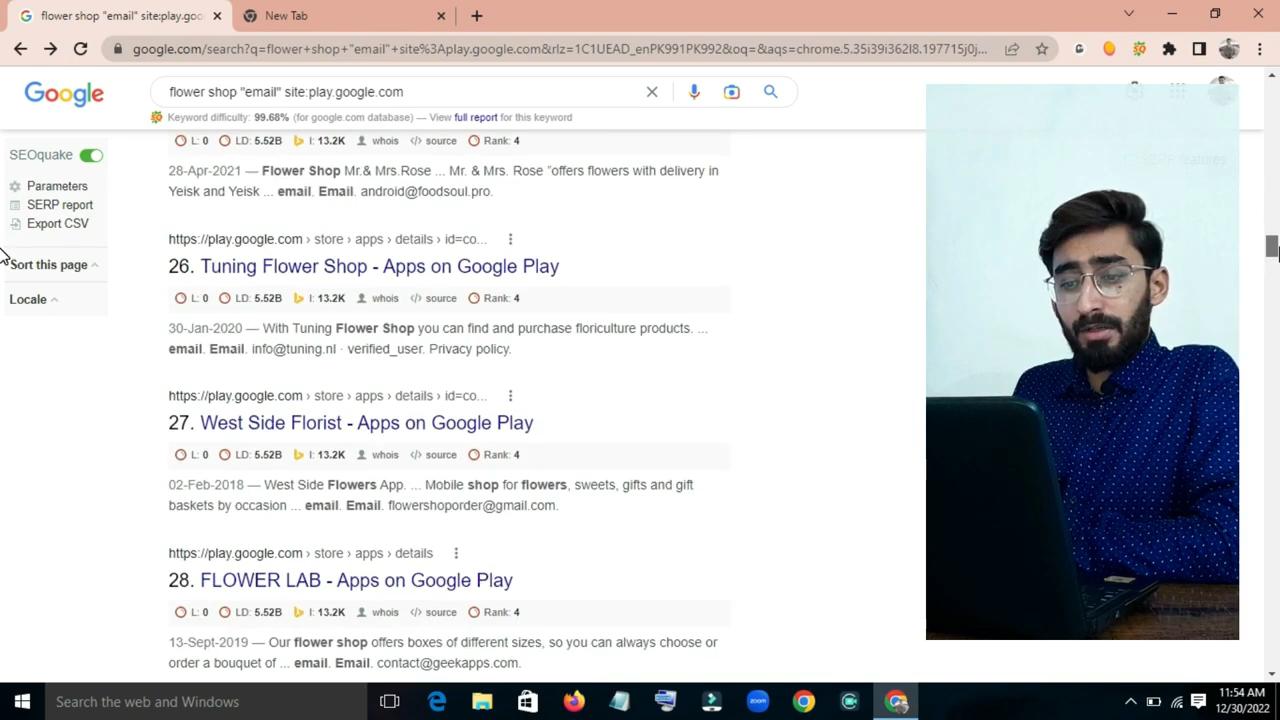 flower shop "email" site:play.goo
New Tab
google.com/search?q=flower+shop+"email"+site%3Aplay.google.com&rlz=1C1UEAD_enPK991PK992&oq=&aqs=chrome.5.35i39i362l8.197715j0j...
Google
flower shop "email" site:play.google.com
Keyword difficulty: 99.68% (for google.com database) — View full report for this keyword
SEOquake
Parameters
SERP report
Export CSV
Sort this page
Locale
SERP features
L: 0 LD: 5.52B I: 13.2K whois </> source Rank: 4
28-Apr-2021 — Flower Shop Mr.& Mrs.Rose ... Mr. & Mrs. Rose "offers flowers with delivery in
Yeisk and Yeisk ... email. Email. android@foodsoul.pro.
https://play.google.com › store › apps › details › id=co...
26. Tuning Flower Shop - Apps on Google Play
L: 0 LD: 5.52B I: 13.2K whois </> source Rank: 4
30-Jan-2020 — With Tuning Flower Shop you can find and purchase floriculture products. ...
email. Email. info@tuning.nl · verified_user. Privacy policy.
https://play.google.com › store › apps › details › id=co...
27. West Side Florist - Apps on Google Play
L: 0 LD: 5.52B I: 13.2K whois </> source Rank: 4
02-Feb-2018 — West Side Flowers App. ... Mobile shop for flowers, sweets, gifts and gift
baskets by occasion ... email. Email. flowershoporder@gmail.com.
https://play.google.com › store › apps › details
28. FLOWER LAB - Apps on Google Play
L: 0 LD: 5.52B I: 13.2K whois </> source Rank: 4
13-Sept-2019 — Our flower shop offers boxes of different sizes, so you can always choose or
order a bouquet of ... email. Email. contact@geekapps.com.
Search the web and Windows
zoom
11:54 AM
12/30/2022